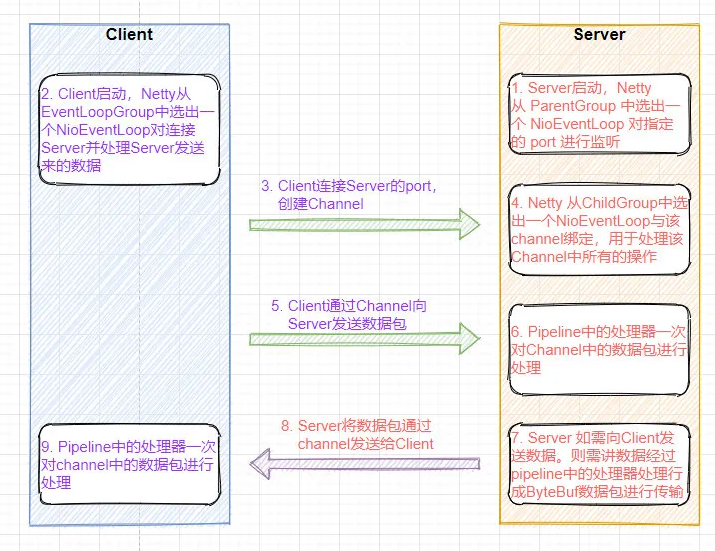 Client
Server
2. Client启动，Netty从
EventLoopGroup中选出一
个NioEventLoop对连接
Server并处理Server发送
来的数据
1. Server启动，Netty
从 ParentGroup 中选出一
个 NioEventLoop 对指定
的 port 进行监听
3. Client连接Server的port，
创建Channel
4. Netty 从ChildGroup中选
出一个NioEventLoop与该
channel绑定，用于处理该
Channel中所有的操作
5. Client通过Channel向
Server发送数据包
6. Pipeline中的处理器一次
对Channel中的数据包进行
处理
7. Server 如需向Client发
送数据。则需讲数据经过
pipeline中的处理器处理行
成ByteBuf数据包进行传输
8. Server将数据包通过
channel发送给Client
9. Pipeline中的处理器一次
对channel中的数据包进行
处理